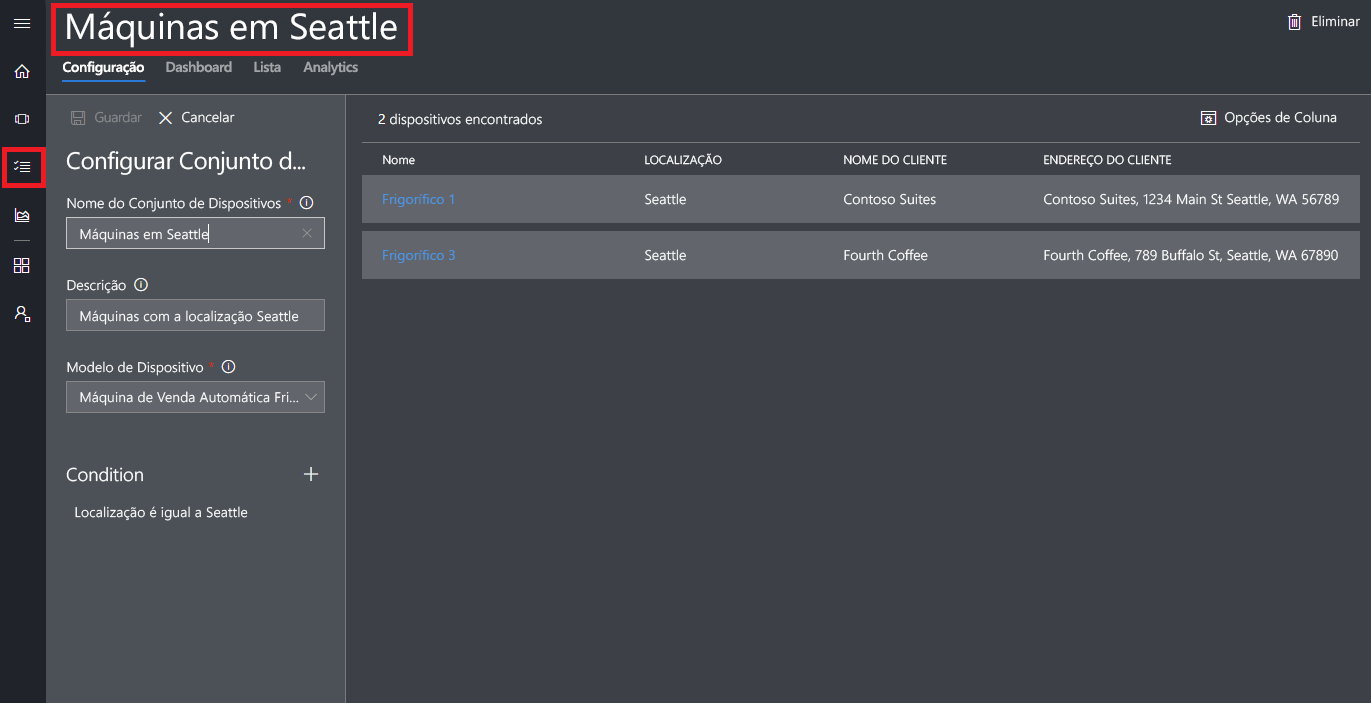 Máquinas em Seattle
Eliminar
Configuração Dashboard Lista Analytics
Guardar Cancelar
2 dispositivos encontrados
Opções de Coluna
Configurar Conjunto d...
Nome do Conjunto de Dispositivos *
Máquinas em Seattle
Descrição
Máquinas com a localização Seattle
Modelo de Dispositivo *
Máquina de Venda Automática Fri...
Condition
Localização é igual a Seattle
Nome LOCALIZAÇÃO NOME DO CLIENTE ENDEREÇO DO CLIENTE
Frigorífico 1 Seattle Contoso Suites Contoso Suites, 1234 Main St Seattle, WA 56789
Frigorífico 3 Seattle Fourth Coffee Fourth Coffee, 789 Buffalo St, Seattle, WA 67890